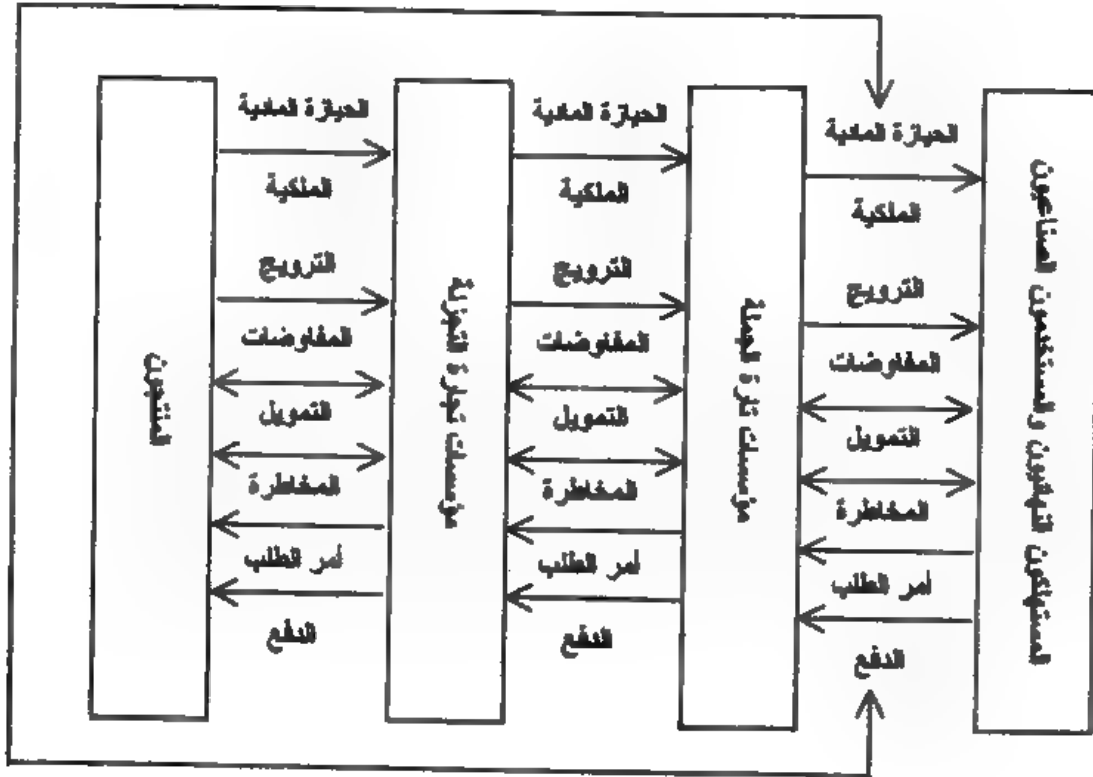 المنتجون
الحيازة المادية
الملكية
الترويج
المفاوضات
التمويل
المخاطرة
أمر الطلب
الدفع
مؤسسات تجارة التجزئة
الحيازة المادية
الملكية
الترويج
المفاوضات
التمويل
المخاطرة
أمر الطلب
الدفع
مؤسسات تارة الجملة
الحيازة المادية
الملكية
الترويج
المفاوضات
التمويل
المخاطرة
أمر الطلب
الدفع
المستهلكون النهائيون والمستخدمون الصناعيون